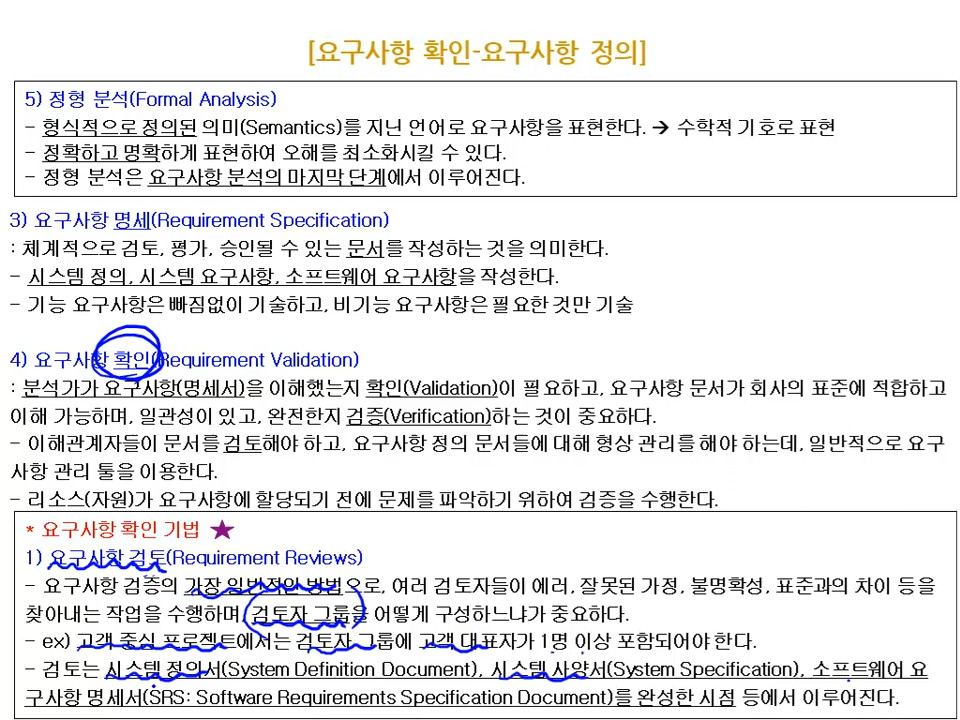 [요구사항 확인-요구사항 정의]
5) 정형 분석(Formal Analysis)
- 형식적으로 정의된 의미(Semantics)를 지닌 언어로 요구사항을 표현한다. → 수학적 기호로 표현
- 정확하고 명확하게 표현하여 오해를 최소화시킬 수 있다.
- 정형 분석은 요구사항 분석의 마지막 단계에서 이루어진다.
3) 요구사항 명세(Requirement Specification)
: 체계적으로 검토, 평가, 승인될 수 있는 문서를 작성하는 것을 의미한다.
- 시스템 정의, 시스템 요구사항, 소프트웨어 요구사항을 작성한다.
- 기능 요구사항은 빠짐없이 기술하고, 비기능 요구사항은 필요한 것만 기술
4) 요구사항 확인(Requirement Validation)
: 분석가가 요구사항(명세서)을 이해했는지 확인(Validation)이 필요하고, 요구사항 문서가 회사의 표준에 적합하고
이해 가능하며, 일관성이 있고, 완전한지 검증(Verification)하는 것이 중요하다.
- 이해관계자들이 문서를 검토해야 하고, 요구사항 정의 문서들에 대해 형상 관리를 해야 하는데, 일반적으로 요구
사항 관리 툴을 이용한다.
- 리소스(자원)가 요구사항에 할당되기 전에 문제를 파악하기 위하여 검증을 수행한다.
* 요구사항 확인 기법 ★
1) 요구사항 검토(Requirement Reviews)
- 요구사항 검증의 가장 일반적인 방법으로, 여러 검토자들이 에러, 잘못된 가정, 불명확성, 표준과의 차이 등을
찾아내는 작업을 수행하며, 검토자 그룹을 어떻게 구성하느냐가 중요하다.
- ex) 고객 중심 프로젝트에서는 검토자 그룹에 고객 대표자가 1명 이상 포함되어야 한다.
- 검토는 시스템 정의서(System Definition Document), 시스템 사양서(System Specification), 소프트웨어 요
구사항 명세서(SRS: Software Requirements Specification Document)를 완성한 시점 등에서 이루어진다.